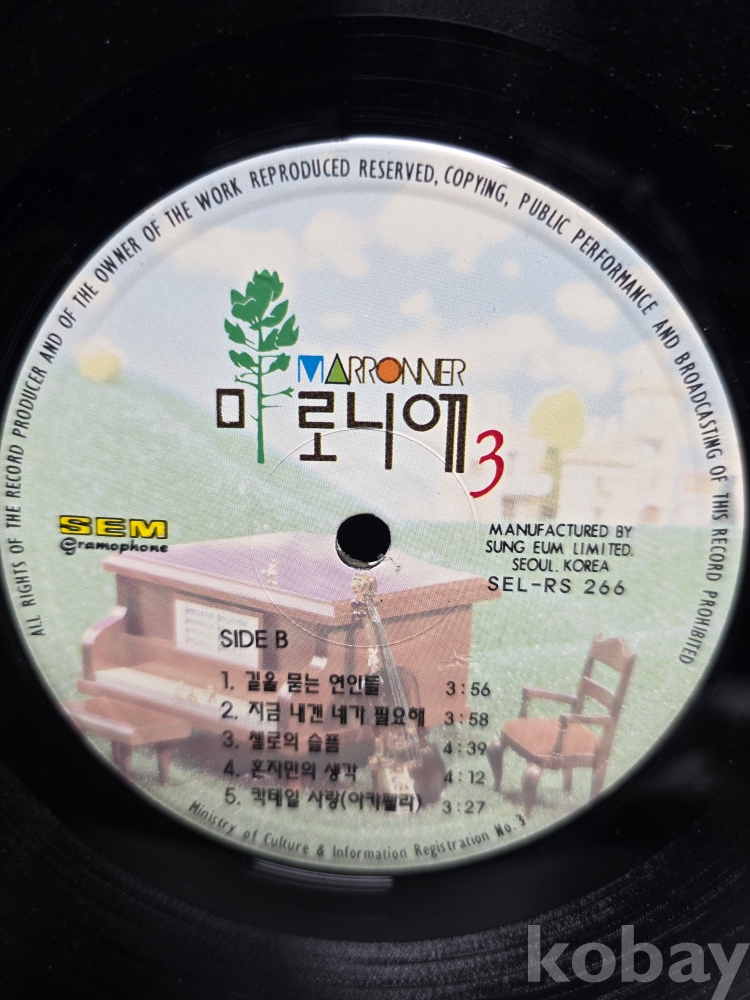 ALL RIGHTS OF THE RECORD PRODUCER AND OF THE OWNER OF THE WORK REPRODUCED RESERVED, COPYING, PUBLIC PERFORMANCE AND BROADCASTING OF THIS RECORD PROHIBITED
MARRONNIER
마로니에 3
SEM
Gramophone
MANUFACTURED BY
SUNG EUM LIMITED.
SEOUL. KOREA
SEL-RS 266
SIDE B
1. 길을 묻는 연인들 3:56
2. 지금 내겐 네가 필요해 3:58
3. 첼로의 슬픔 4:39
4. 혼자만의 생각 4:12
5. 칵테일 사랑(아카펠라) 3:27
Ministry of Culture & Information Registration No. 3
kobay